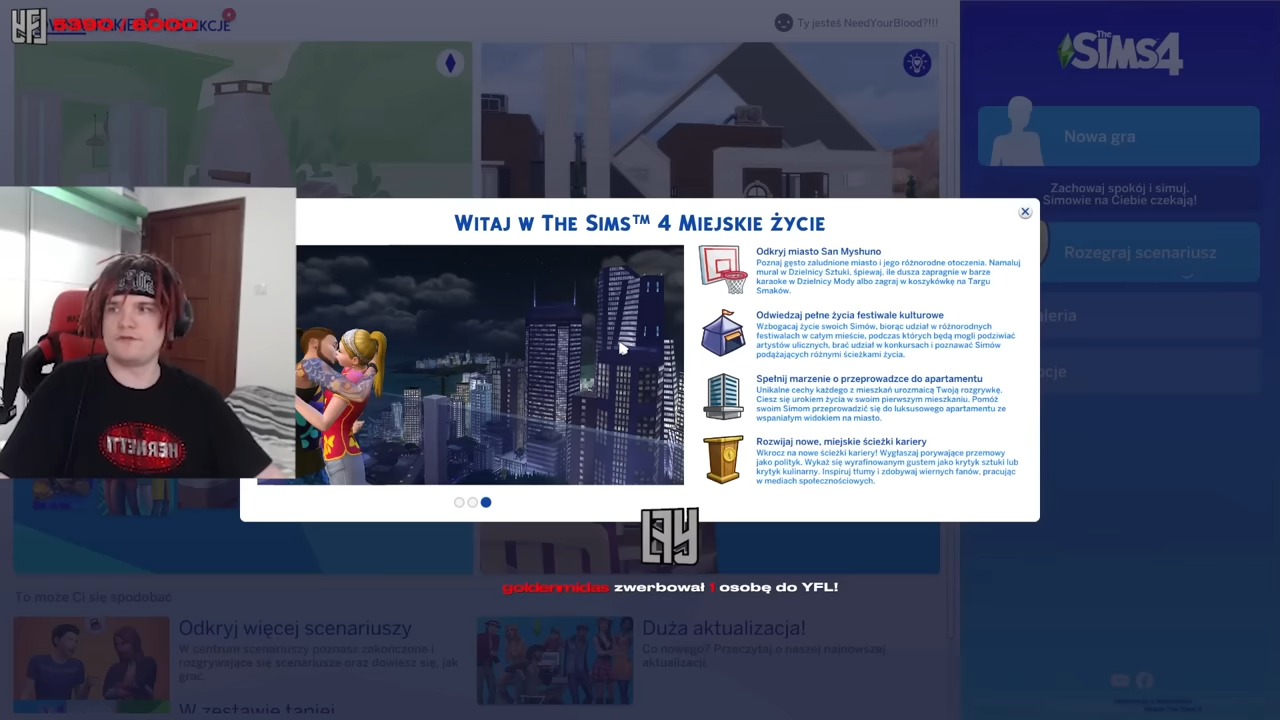 5390 / 6000
KCJE
Ty jesteś NeedYourBlood?!!!
The SIMS 4
Nowa gra
Zachowaj spokój i simuj.
Simowie na Ciebie czekają!
Rozegraj scenariusz
WITAJ W THE SIMS™ 4 MIEJSKIE ŻYCIE
Odkryj miasto San Myshuno
Poznaj gęsto zaludnione miasto i jego różnorodne otoczenia. Namaluj
mural w Dzielnicy Sztuki, śpiewaj, ile dusza zapragnie w barze
karaoke w Dzielnicy Mody albo zagraj w koszykówkę na Targu
Smaków.
Odwiedzaj pełne życia festiwale kulturowe
Wzbogacaj życie swoich Simów, biorąc udział w różnorodnych
festiwalach w całym mieście, podczas których będą mogli podziwiać
artystów ulicznych, brać udział w konkursach i poznawać Simów
podążających różnymi ścieżkami życia.
Spełnij marzenie o przeprowadzce do apartamentu
Unikalne cechy każdego z mieszkań urozmaicą Twoją rozgrywkę.
Ciesz się urokiem życia w swoim pierwszym mieszkaniu. Pomóż
swoim Simom przeprowadzić się do luksusowego apartamentu ze
wspaniałym widokiem na miasto.
Rozwijaj nowe, miejskie ścieżki kariery
Wkrocz na nowe ścieżki kariery! Wygłaszaj porywające przemowy
jako polityk. Wykaż się wyrafinowanym gustem jako krytyk sztuki lub
krytyk kulinarny. Inspiruj tłumy i zdobywaj wiernych fanów, pracując
w mediach społecznościowych.
goldenmidas zwerbował 1 osobę do YFL!
To może Ci się spodobać
Odkryj więcej scenariuszy
W centrum scenariuszy poznasz zakończone i
rozgrywające się scenariusze oraz dowiesz się, jak
grać.
W zestawie taniej
Duża aktualizacja!
Co nowego? Przeczytaj o naszej najnowszej
aktualizacji.